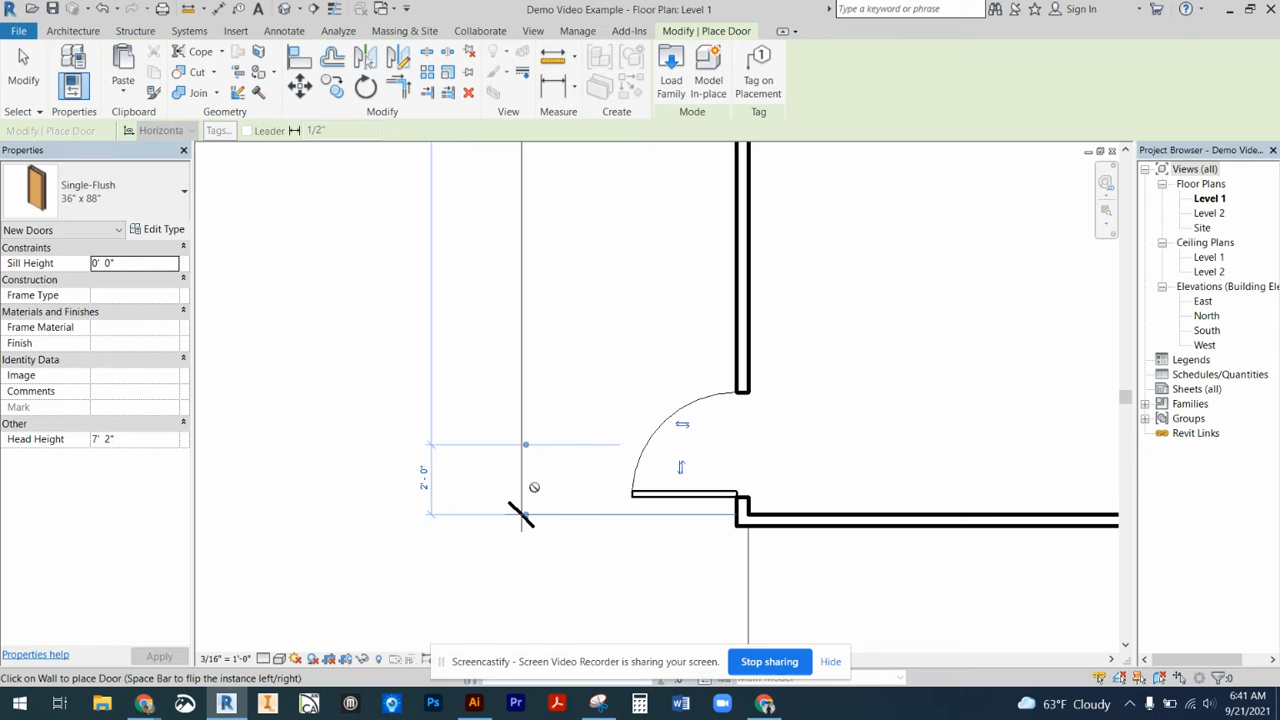 Demo Video Example - Floor Plan: Level 1
Type a keyword or phrase
Sign In
File
Architecture
Structure
Systems
Insert
Annotate
Analyze
Massing & Site
Collaborate
View
Manage
Add-Ins
Modify | Place Door
Modify
Paste
Cope
Cut
Join
Load
Family
Model
In-place
Tag on
Placement
Select
Properties
Clipboard
Geometry
Modify
View
Measure
Create
Mode
Tag
Modify | Place Door
Horizonta
Tags...
Leader
1/2"
Properties
Single-Flush
36" x 88"
New Doors
Edit Type
Constraints
Sill Height
0' 0"
Construction
Frame Type
Materials and Finishes
Frame Material
Finish
Identity Data
Image
Comments
Mark
Other
Head Height
7' 2"
Properties help
Apply
2' - 0"
Project Browser - Demo Vide...
Views (all)
Floor Plans
Level 1
Level 2
Site
Ceiling Plans
Level 1
Level 2
Elevations (Building Ele
East
North
South
West
Legends
Schedules/Quantities
Sheets (all)
Families
Groups
Revit Links
3/16" = 1'-0"
Screencastify - Screen Video Recorder is sharing your screen.
Stop sharing
Hide
Click on Wall to place Door (Space Bar to flip the instance left/right)
:0
:0
63°F Cloudy
6:41 AM
9/21/2021